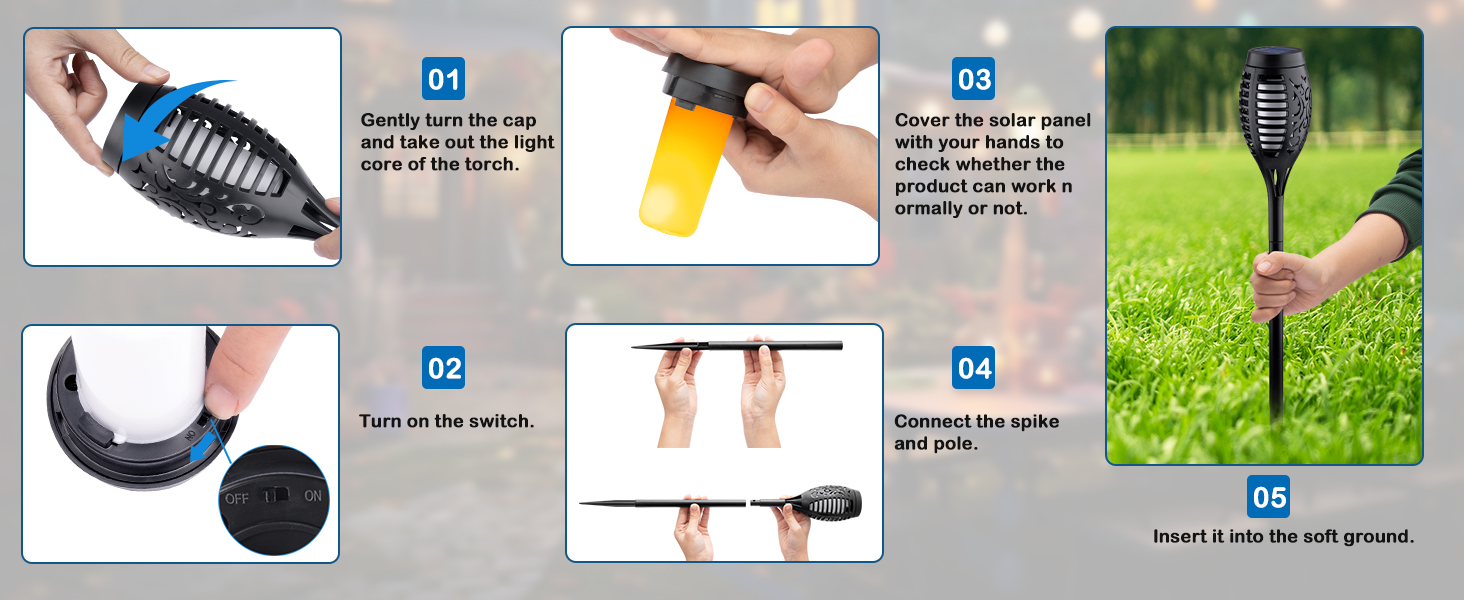 01
Gently turn the cap
and take out the light
core of the torch.
02
Turn on the switch.
ON
OFF
ON
03
Cover the solar panel
with your hands to
check whether the
product can work n
ormally or not.
04
Connect the spike
and pole.
05
Insert it into the soft ground.